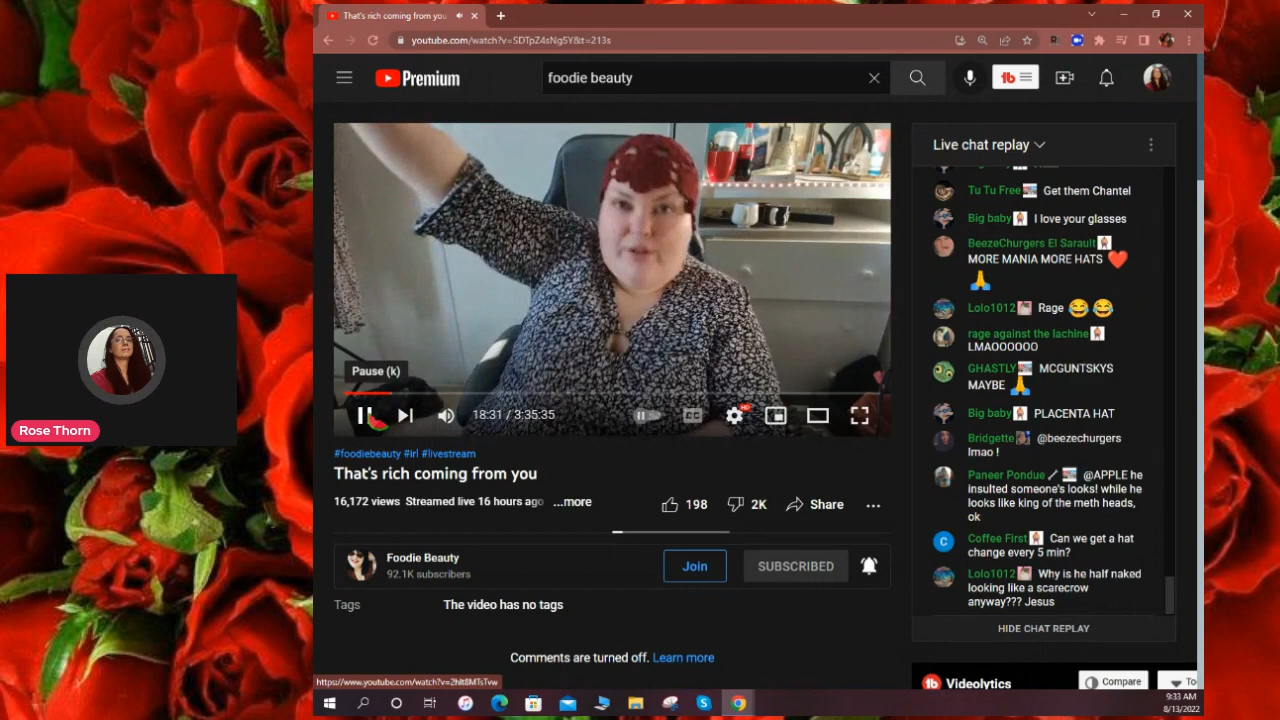 That's rich coming from you
youtube.com/watch?v=SDTpZ4sNg5Y&t=213s
Premium
foodie beauty
Live chat replay
Tu Tu Free Get them Chantel
Big baby I love your glasses
BeezeChurgers El Sarault
MORE MANIA MORE HATS ❤️
🙏
Lolo1012 Rage 😂 😂
rage against the lachine
LMAOOOOOO
GHASTLY MCGUNTSKYS
MAYBE 🙏
Big baby PLACENTA HAT
Bridgette @beezechurgers
lmao !
Paneer Pondue @APPLE he
insulted someone's looks! while he
looks like king of the meth heads,
ok
C Coffee First Can we get a hat
change every 5 min?
Lolo1012 Why is he half naked
looking like a scarecrow
anyway??? Jesus
HIDE CHAT REPLAY
Pause (k)
18:31 / 3:35:35
CC
HD
#foodiebeauty #irl #livestream
That's rich coming from you
16,172 views Streamed live 16 hours ago ...more
198 2K Share
Foodie Beauty
92.1K subscribers
Join SUBSCRIBED
Tags The video has no tags
Comments are turned off. Learn more
https://www.youtube.com/watch?v=2hIt8MTsTvw
tb Videolytics Compare To
9:33 AM
8/13/2022
Rose Thorn